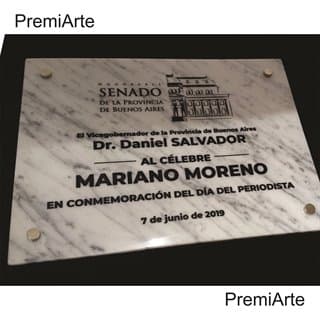 PremiArte
HONORABLE
SENADO
DE LA PROVINCIA
DE BUENOS AIRES
El Vicegobernador de la Provincia de Buenos Aires
Dr. Daniel SALVADOR
AL CÉLEBRE
MARIANO MORENO
EN CONMEMORACIÓN DEL DÍA DEL PERIODISTA
7 de junio de 2019
PremiArte